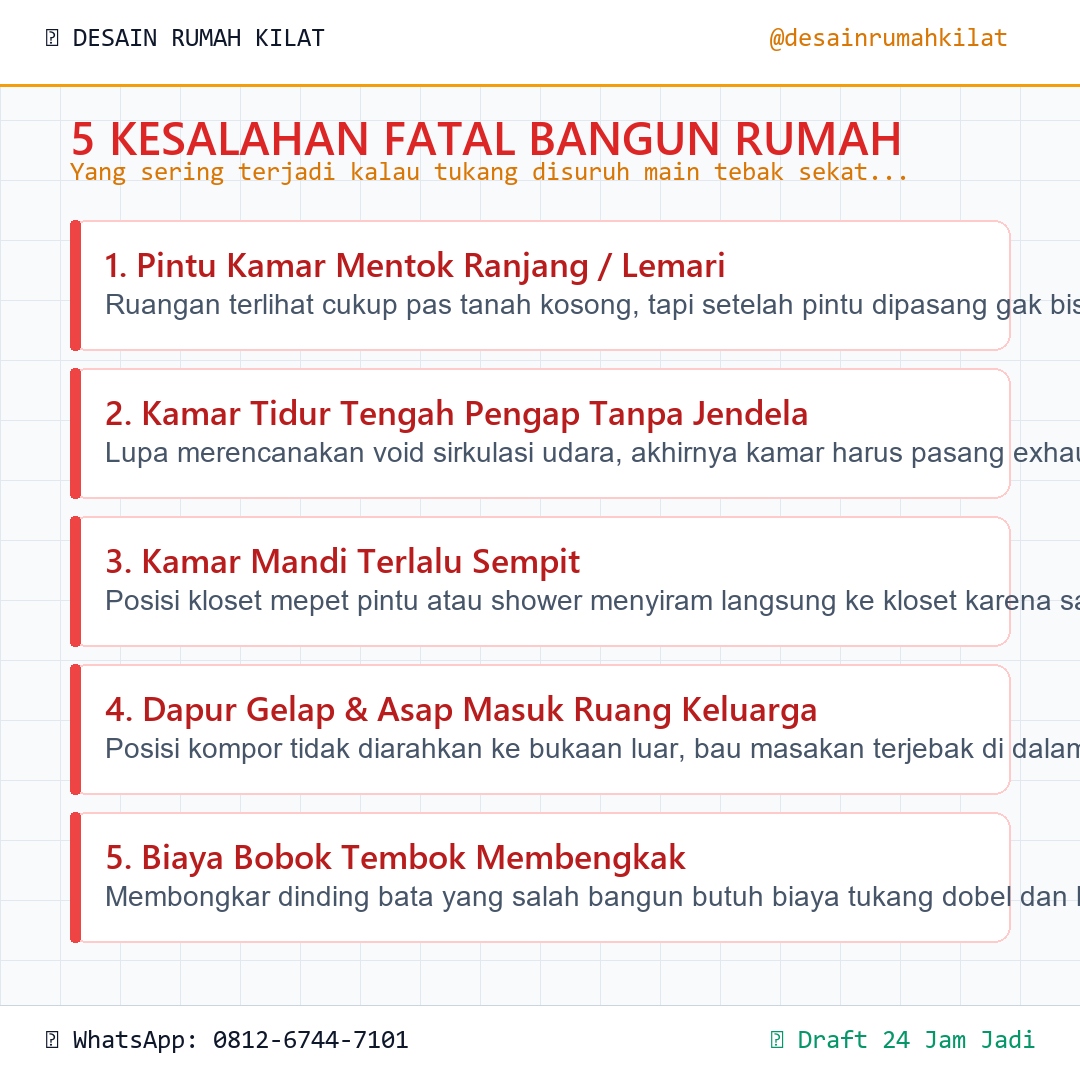 DESAIN RUMAH KILAT
@desainrumahkilat
5 KESALAHAN FATAL BANGUN RUMAH
Yang sering terjadi kalau tukang disuruh main tebak sekat...
1. Pintu Kamar Mentok Ranjang / Lemari
Ruangan terlihat cukup pas tanah kosong, tapi setelah pintu dipasang gak
2. Kamar Tidur Tengah Pengap Tanpa Jendela
Lupa merencanakan void sirkulasi udara, akhirnya kamar harus pasang
3. Kamar Mandi Terlalu Sempit
Posisi kloset mepet pintu atau shower menyiram langsung ke kloset karena
4. Dapur Gelap & Asap Masuk Ruang Keluarga
Posisi kompor tidak diarahkan ke bukaan luar, bau masakan terjebak di dalam
5. Biaya Bobok Tembok Membengkak
Membongkar dinding bata yang salah bangun butuh biaya tukang dobel dan
WhatsApp: 0812-6744-7101
Draft 24 Jam Jadi